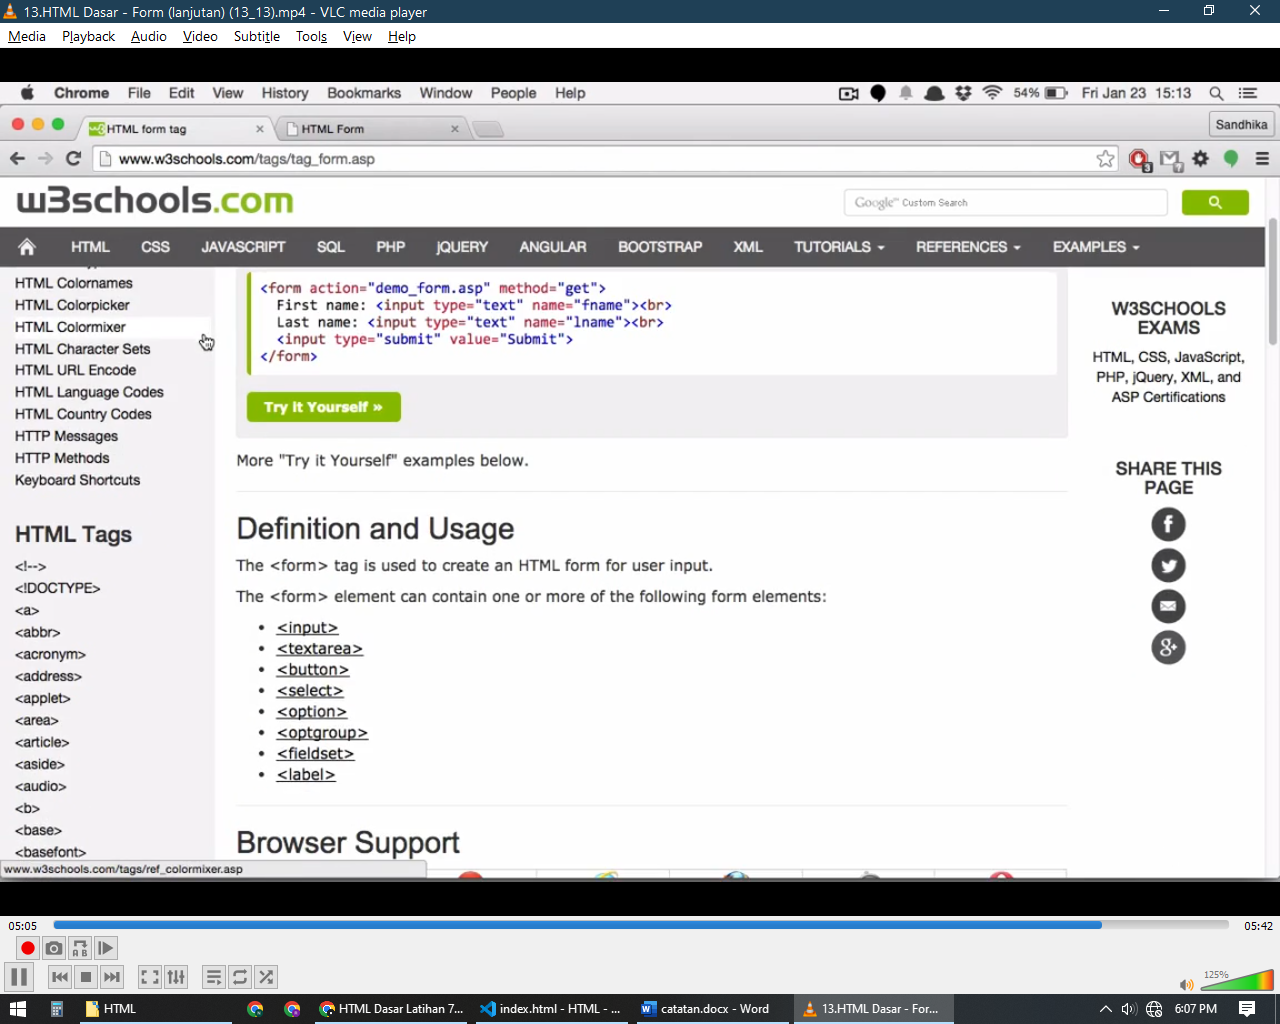 13.HTML Dasar - Form (lanjutan) (13_13).mp4 - VLC media player
Media Playback Audio Video Subtitle Tools View Help
Chrome File Edit View History Bookmarks Window People Help 54% Fri Jan 23 15:13
HTML form tag HTML Form Sandhika
www.w3schools.com/tags/tag_form.asp
w3schools.com Google™ Custom Search
HTML CSS JAVASCRIPT SQL PHP jQUERY ANGULAR BOOTSTRAP XML TUTORIALS REFERENCES EXAMPLES
HTML Colornames
HTML Colorpicker
HTML Colormixer
HTML Character Sets
HTML URL Encode
HTML Language Codes
HTML Country Codes
HTTP Messages
HTTP Methods
Keyboard Shortcuts
HTML Tags
<!-->
<!DOCTYPE>
<a>
<abbr>
<acronym>
<address>
<applet>
<area>
<article>
<aside>
<audio>
<b>
<base>
<basefont>
<form action="demo_form.asp" method="get">
First name: <input type="text" name="fname"><br>
Last name: <input type="text" name="lname"><br>
<input type="submit" value="Submit">
</form>
Try it Yourself »
More "Try it Yourself" examples below.
Definition and Usage
The <form> tag is used to create an HTML form for user input.
The <form> element can contain one or more of the following form elements:
• <input>
• <textarea>
• <button>
• <select>
• <option>
• <optgroup>
• <fieldset>
• <label>
Browser Support
W3SCHOOLS
EXAMS
HTML, CSS, JavaScript,
PHP, jQuery, XML, and
ASP Certifications
SHARE THIS
PAGE
www.w3schools.com/tags/ref_colormixer.asp
05:05 05:42
125%
HTML HTML Dasar Latihan 7... index.html - HTML - ... catatan.docx - Word 13.HTML Dasar - For... 6:07 PM